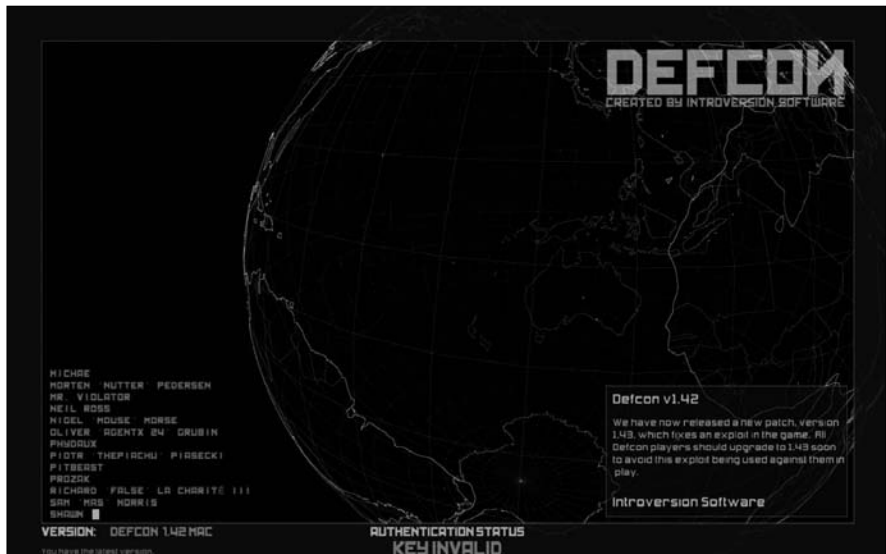 DEFCON
CREATED BY INTROVERSION SOFTWARE
MICHAE
MORTEN 'NUTTER' PEDERSEN
MR. VIOLATOR
NEIL ROSS
NIGEL 'MOUSE' MORSE
OLIVER 'AGENTX 24' GRUBIN
PHYDAUX
PIOTR 'THEPIACHU' PIASECKI
PITBEAST
PROZAK
RICHARD 'FALSE' LA CHARITÉ III
SAM 'MAS' NORRIS
SHAWN
Defcon v1.42
We have now released a new patch, version
1.43, which fixes an exploit in the game. All
Defcon players should upgrade to 1.43 soon
to avoid this exploit being used against them in
play.
Introversion Software
VERSION: DEFCON 1.42 MAC
You have the latest version.
AUTHENTICATION STATUS
KEY INVALID